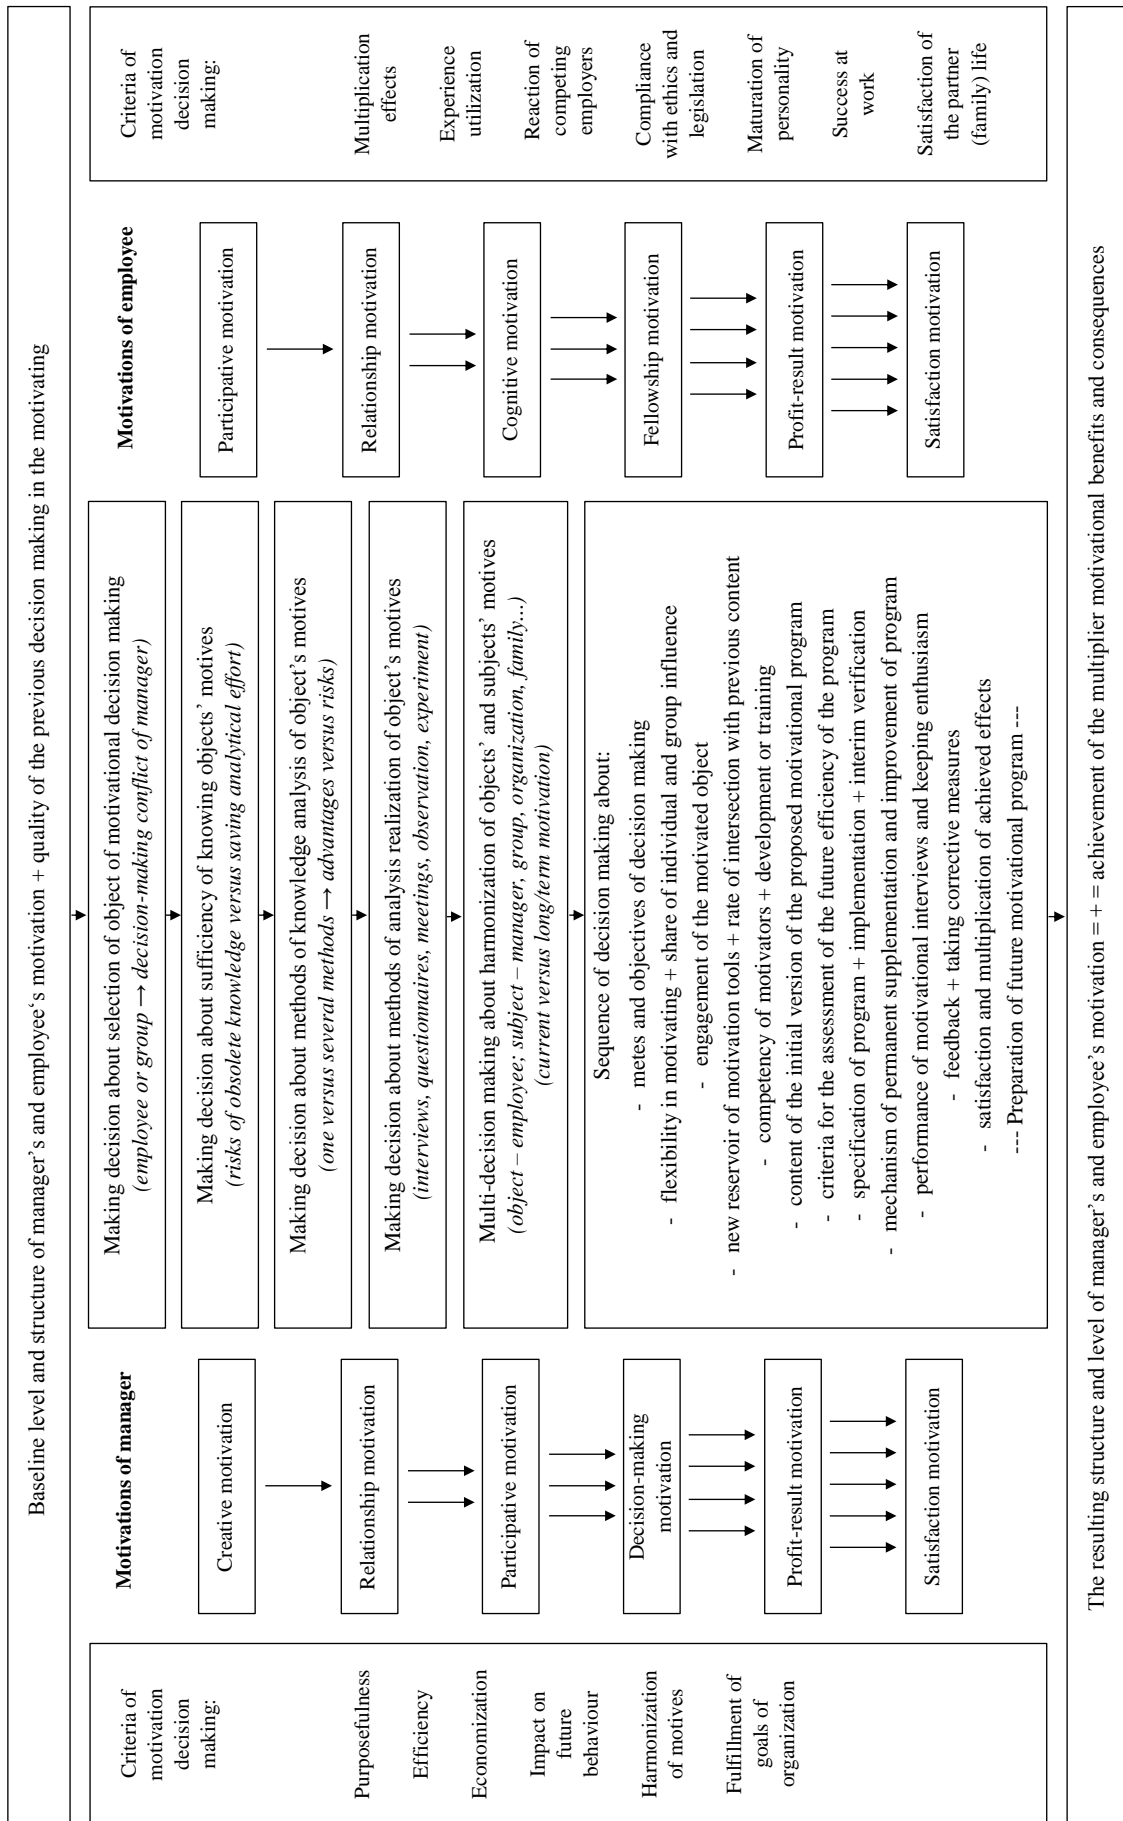 Baseline level and structure of manager's and employee‘s motivation + quality of the previous decision making in the motivating
Criteria of
motivation
decision
making:
Purposefulness
Efficiency
Economization
Impact on
future
behaviour
Harmonization
of motives
Fulfillment of
goals of
organization
Motivations of manager
Creative motivation
Relationship motivation
Participative motivation
Decision-making
motivation
Profit-result motivation
Satisfaction motivation
Making decision about selection of object of motivational decision making
(employee or group → decision-making conflict of manager)
Making decision about sufficiency of knowing objects’ motives
(risks of obsolete knowledge versus saving analytical effort)
Making decision about methods of knowledge analysis of object’s motives
(one versus several methods → advantages versus risks)
Making decision about methods of analysis realization of object’s motives
(interviews, questionnaires, meetings, observation, experiment)
Multi-decision making about harmonization of objects’ and subjects’ motives
(object – employee; subject – manager, group, organization, family...)
(current versus long/term motivation)
Sequence of decision making about:
- metes and objectives of decision making
- flexibility in motivating + share of individual and group influence
- engagement of the motivated object
- new reservoir of motivation tools + rate of intersection with previous content
- competency of motivators + development or training
- content of the initial version of the proposed motivational program
- criteria for the assessment of the future efficiency of the program
- specification of program + implementation + interim verification
- mechanism of permanent supplementation and improvement of program
- performance of motivational interviews and keeping enthusiasm
- feedback + taking corrective measures
- satisfaction and multiplication of achieved effects
--- Preparation of future motivational program ---
Motivations of employee
Participative motivation
Relationship motivation
Cognitive motivation
Fellowship motivation
Profit-result motivation
Satisfaction motivation
Criteria of
motivation
decision
making:
Multiplication
effects
Experience
utilization
Reaction of
competing
employers
Compliance
with ethics and
legislation
Maturation of
personality
Success at
work
Satisfaction of
the partner
(family) life
The resulting structure and level of manager’s and employee’s motivation = + = achievement of the multiplier motivational benefits and consequences